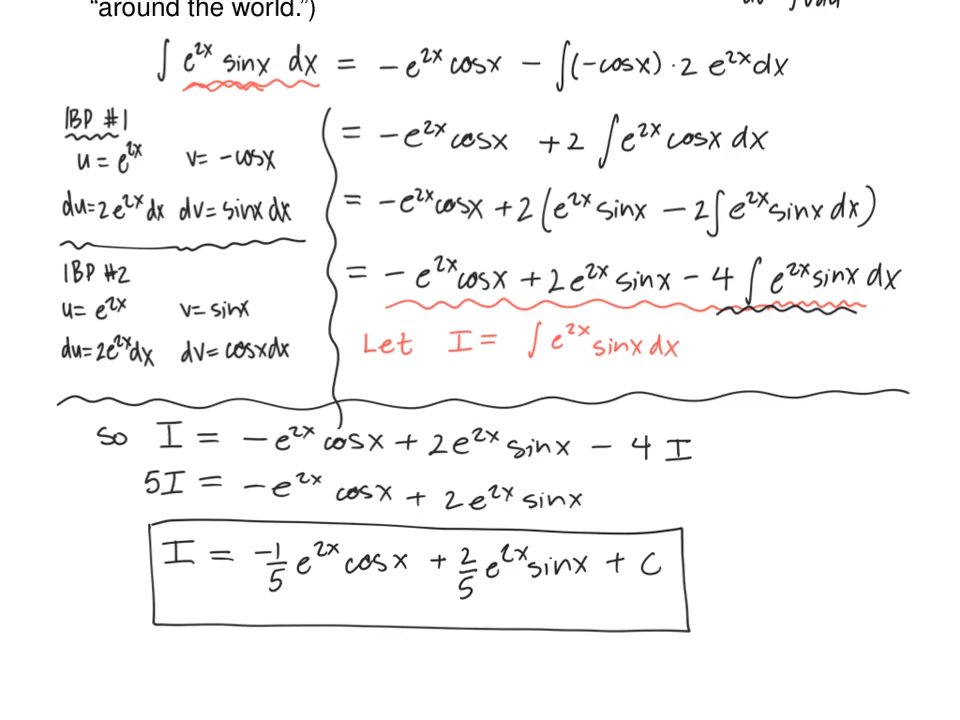 "around the world.")
∫ e^2x sinx dx = -e^2x cosx - ∫(-cosx)·2 e^2x dx
IBP #1
u = e^2x v= -cosx
du=2e^2x dx dv= sinx dx
= -e^2x cosx +2 ∫e^2x cosx dx
= -e^2x cosx +2(e^2x sinx - 2∫e^2x sinx dx)
IBP #2
u= e^2x v= sinx
du=2e^2x dx dv= cosxdx
= -e^2x cosx + 2e^2x sinx - 4 ∫ e^2x sinx dx
Let I = ∫e^2x sinx dx
so I = -e^2x cosx + 2e^2x sinx - 4 I
5I = -e^2x cosx + 2e^2x sinx
I = -1/5 e^2x cosx + 2/5 e^2x sinx + C